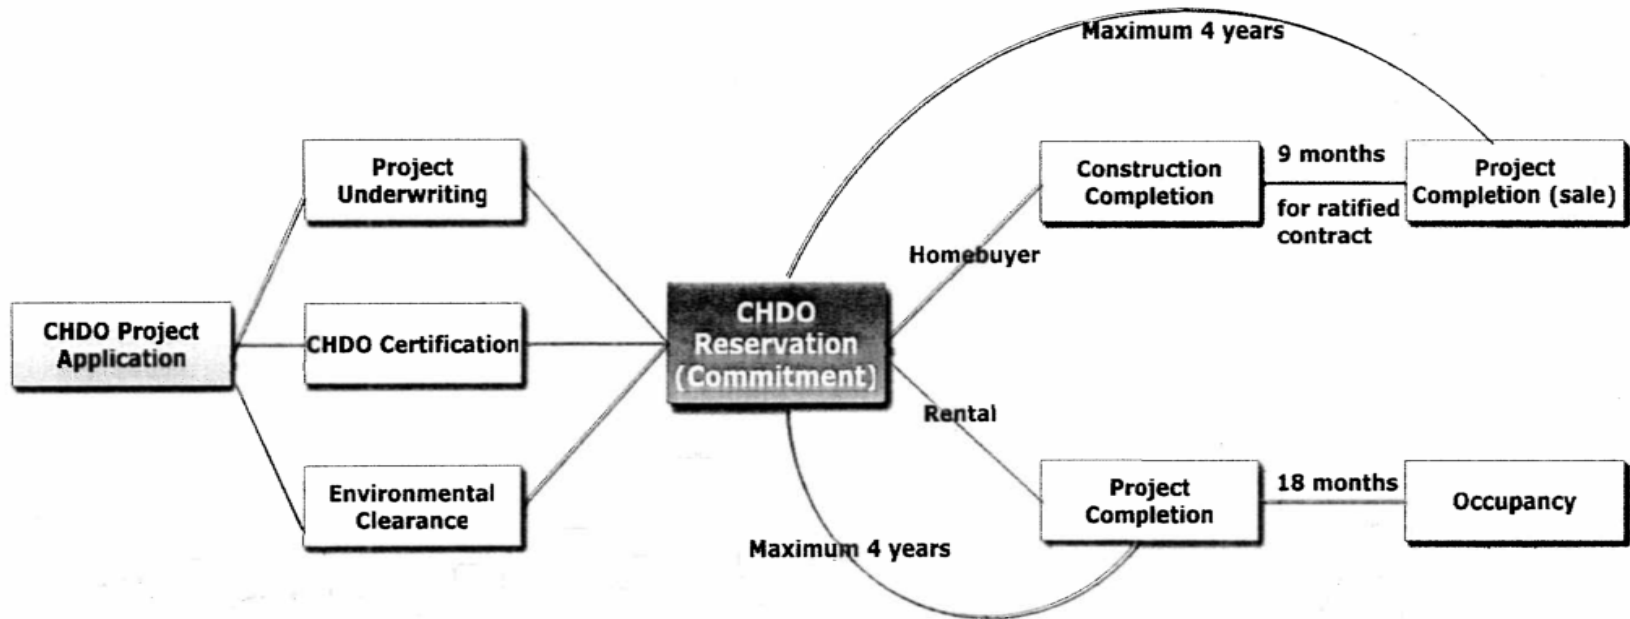 Maximum 4 years
Project
Underwriting
Construction
Completion
9 months
for ratified
contract
Project
Completion (sale)
Homebuyer
CHDO Project
Application
CHDO Certification
CHDO
Reservation
(Commitment)
Rental
Environmental
Clearance
Project
Completion
18 months
Occupancy
Maximum 4 years